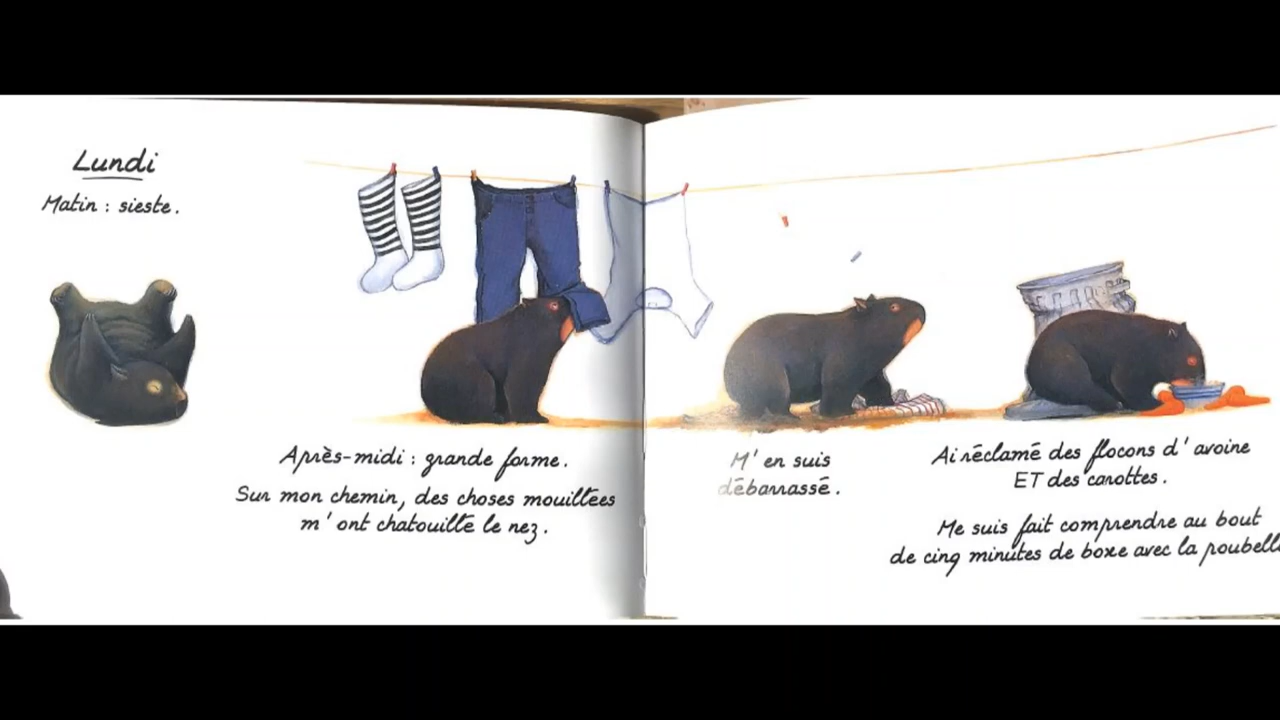 Lundi
Matin : sieste.
Après-midi : grande forme.
Sur mon chemin, des choses mouillées
m' ont chatouillé le nez.
M' en suis
débarrassé.
Ai réclamé des flocons d' avoine
ET des carottes.
Me suis fait comprendre au bout
de cinq minutes de boxe avec la poubelle